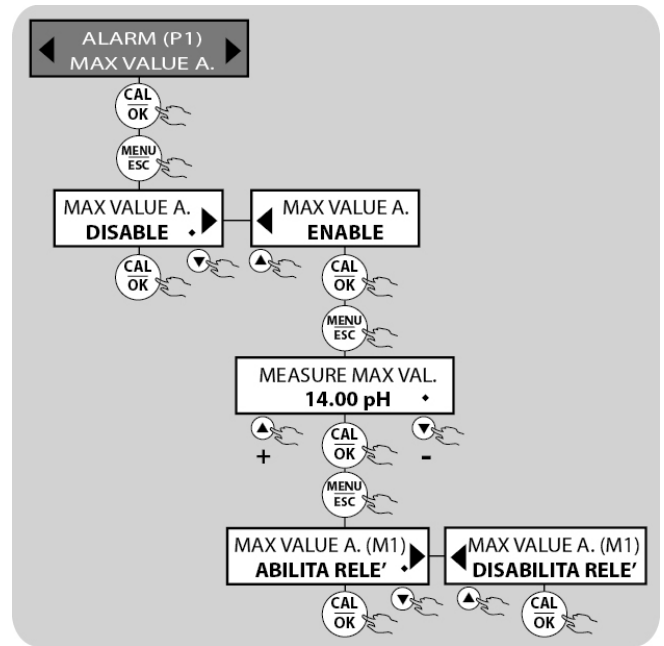 ALARM (P1)
MAX VALUE A.
CAL
OK
MENU
ESC
MAX VALUE A.
DISABLE
MAX VALUE A.
ENABLE
CAL
OK
CAL
OK
MENU
ESC
MEASURE MAX VAL.
14.00 pH
+
CAL
OK
-
MENU
ESC
MAX VALUE A. (M1)
ABILITA RELE’
MAX VALUE A. (M1)
DISABILITA RELE’
CAL
OK
CAL
OK